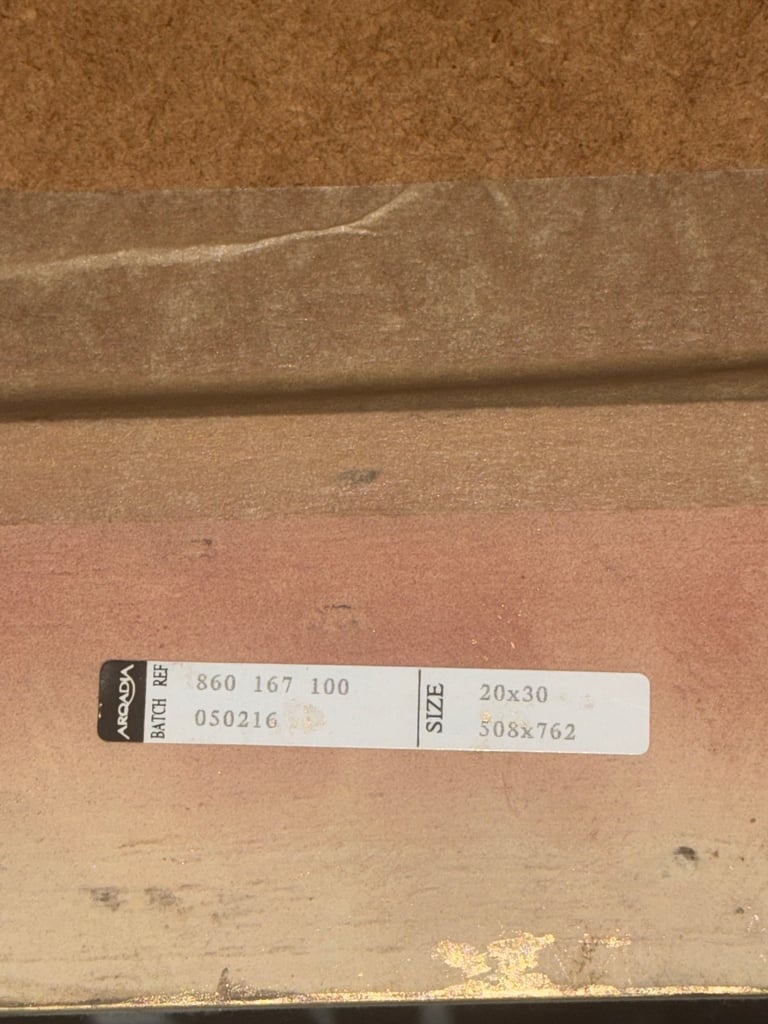 ARQADIA
BATCH REF
860 167 100
050216
SIZE
20x30
508x762